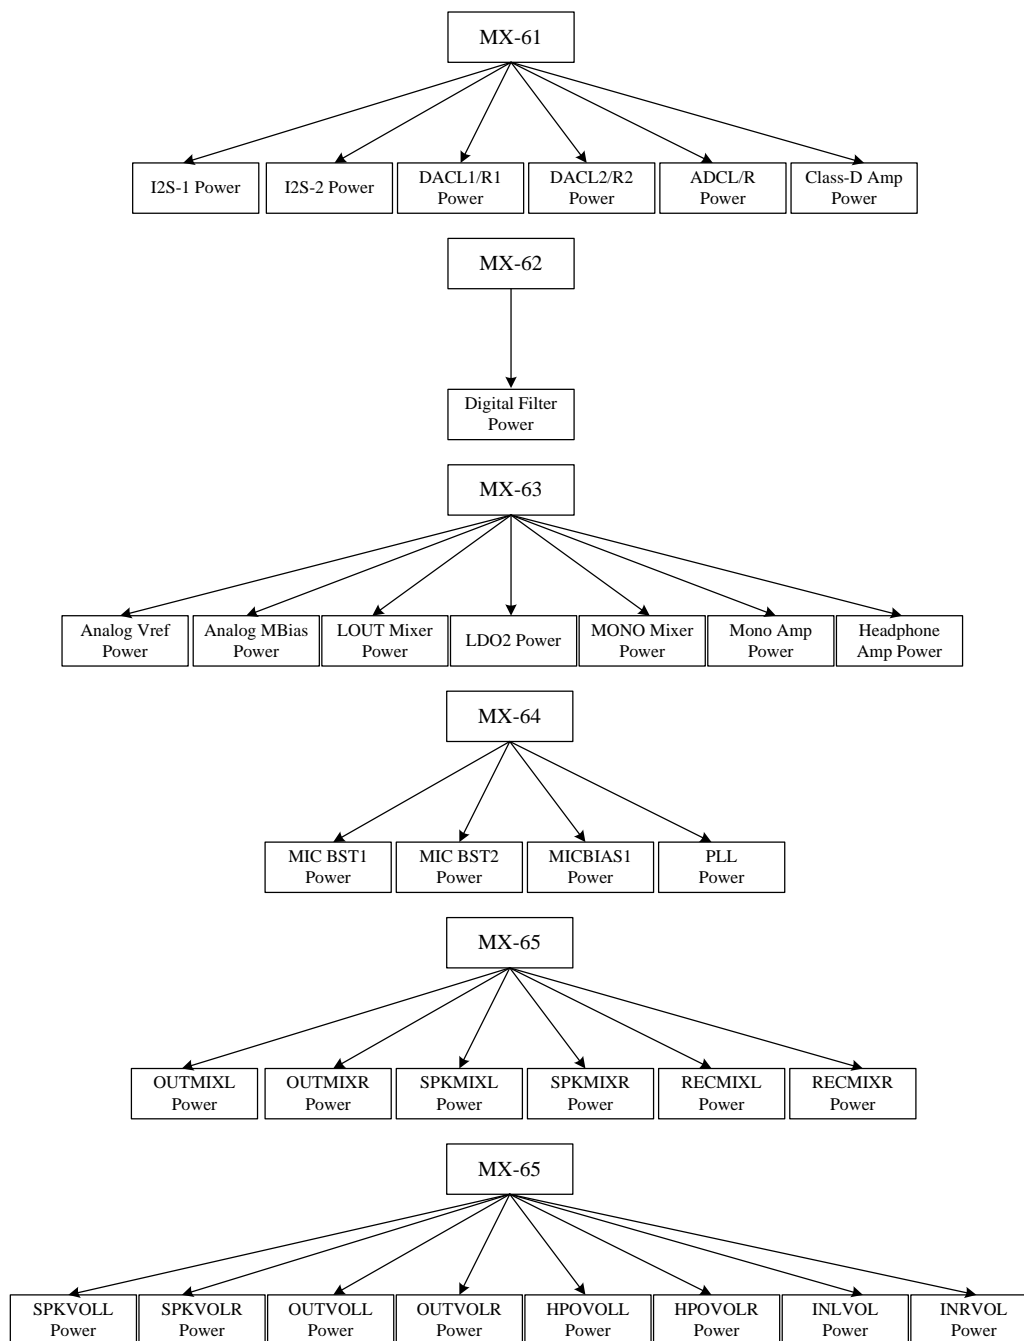 MX-61
I2S-1 Power
I2S-2 Power
DACL1/R1
Power
DACL2/R2
Power
ADCL/R
Power
Class-D Amp
Power
MX-62
Digital Filter
Power
MX-63
Analog Vref
Power
Analog MBias
Power
LOUT Mixer
Power
LDO2 Power
MONO Mixer
Power
Mono Amp
Power
Headphone
Amp Power
MX-64
MIC BST1
Power
MIC BST2
Power
MICBIAS1
Power
PLL
Power
MX-65
OUTMIXL
Power
OUTMIXR
Power
SPKMIXL
Power
SPKMIXR
Power
RECMIXL
Power
RECMIXR
Power
MX-65
SPKVOLL
Power
SPKVOLR
Power
OUTVOLL
Power
OUTVOLR
Power
HPOVOLL
Power
HPOVOLR
Power
INLVOL
Power
INRVOL
Power